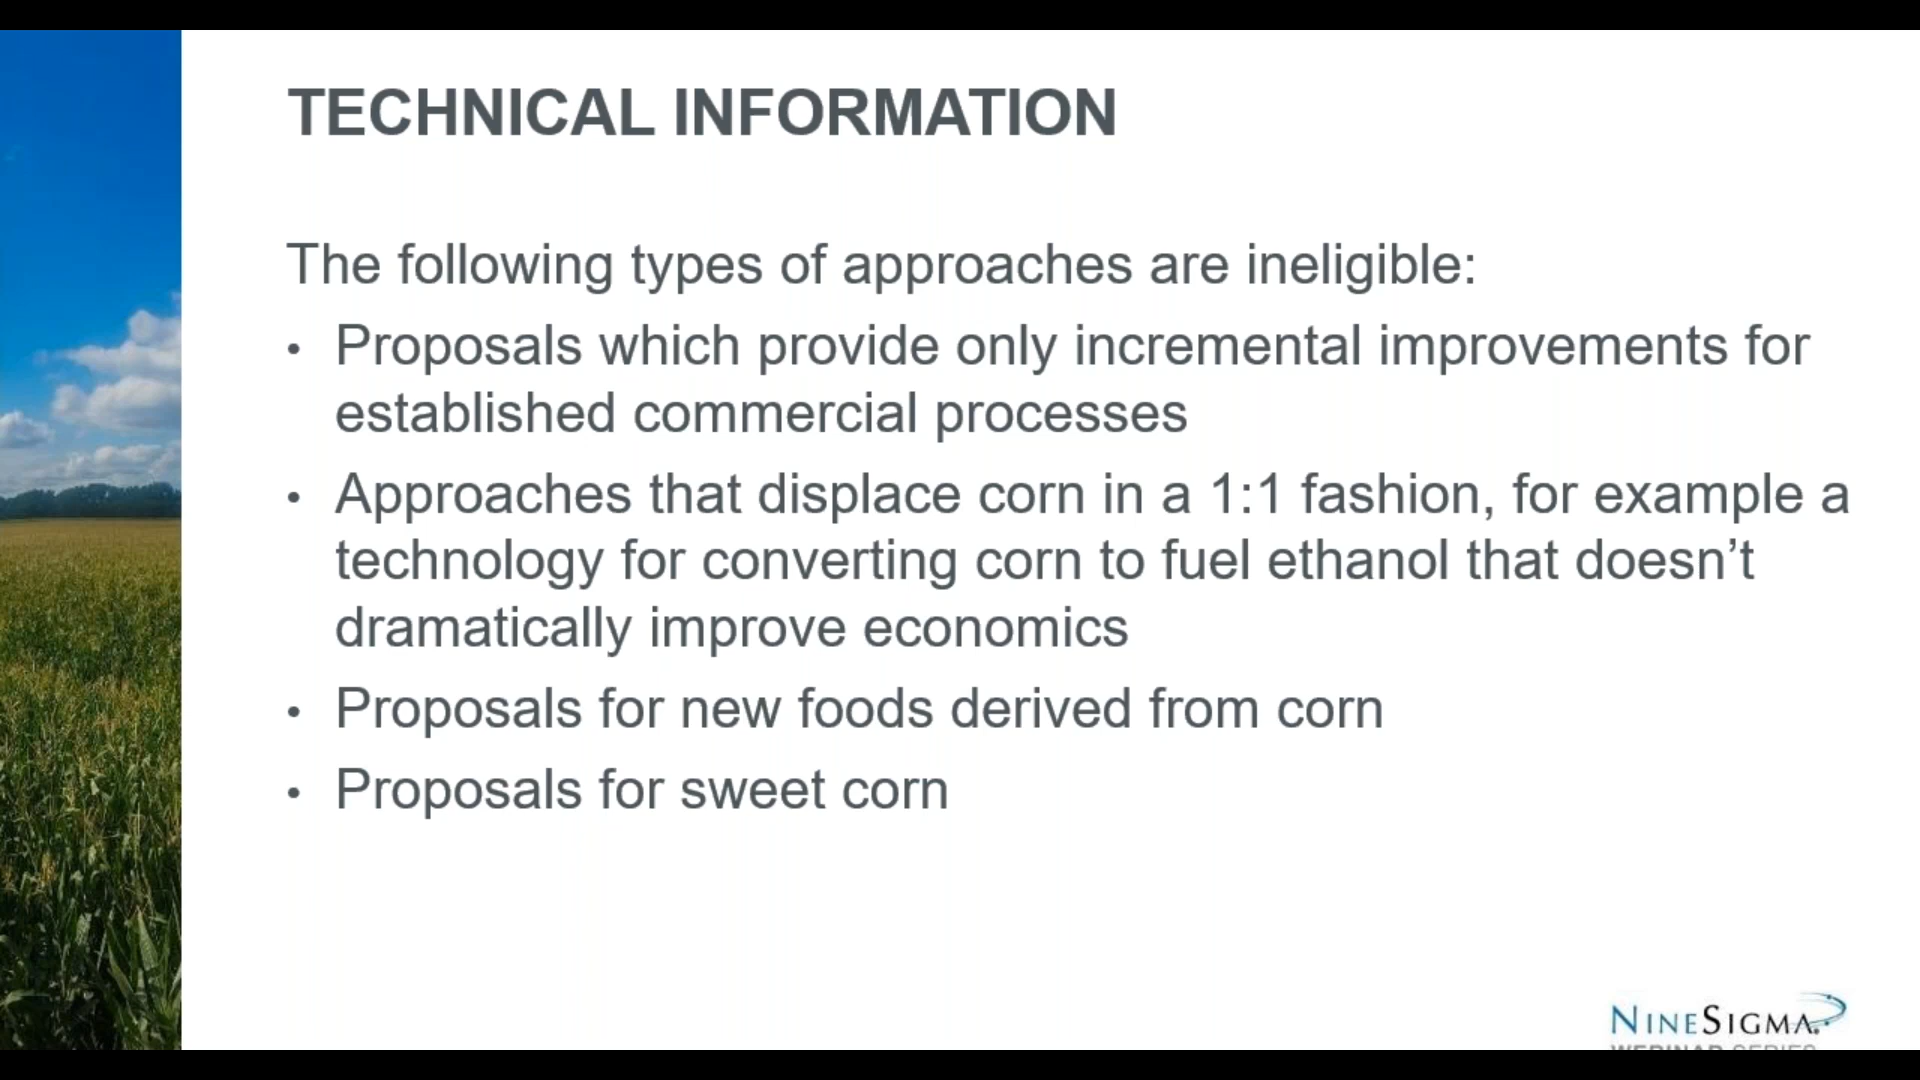 TECHNICAL INFORMATION
The following types of approaches are ineligible:
• Proposals which provide only incremental improvements for
established commercial processes
• Approaches that displace corn in a 1:1 fashion, for example a
technology for converting corn to fuel ethanol that doesn’t
dramatically improve economics
• Proposals for new foods derived from corn
• Proposals for sweet corn
NINESIGMA
WEBINAR SERIES